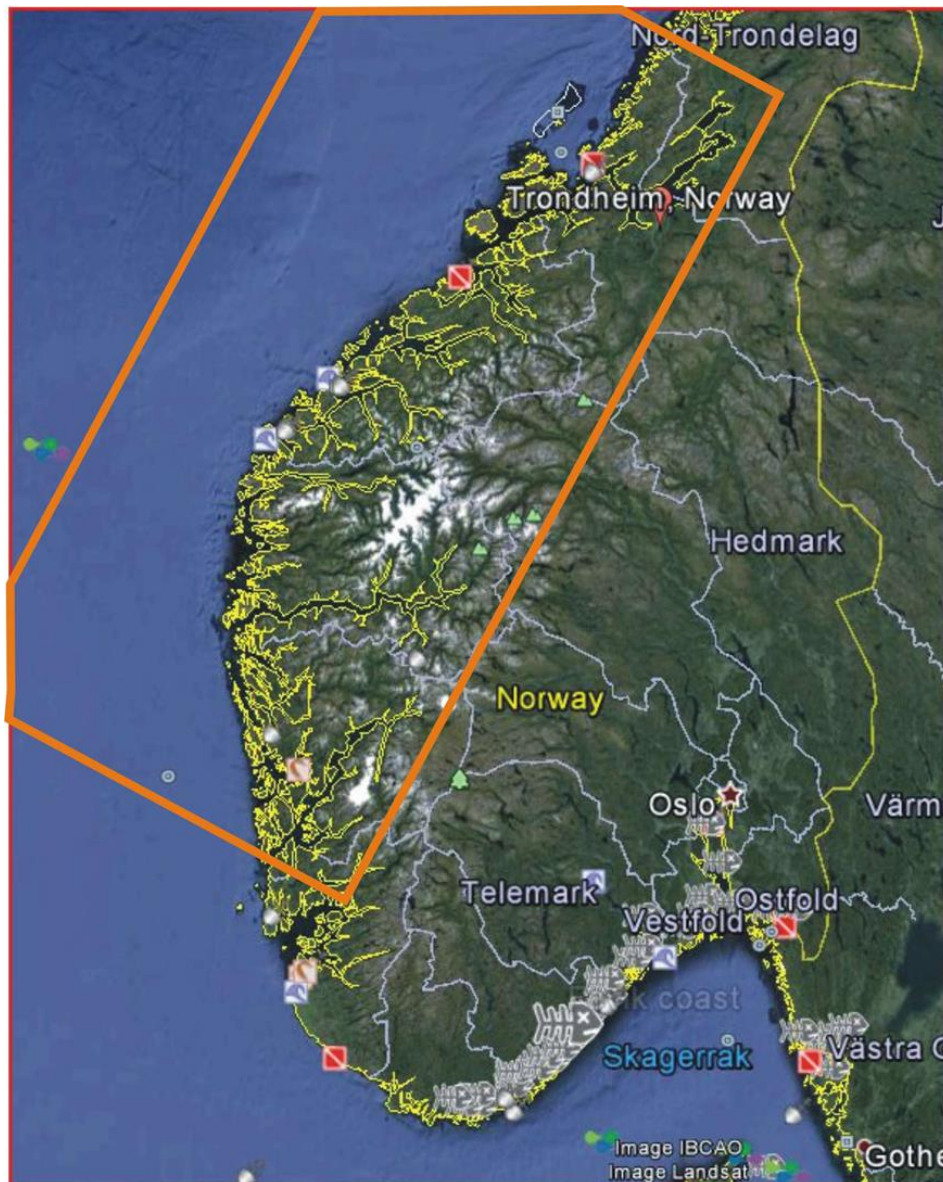 Nord-Trondelag
Trondheim, Norway
Hedmark
Norway
Oslo
Värm
Telemark
Ostfold
Vestfold
coast
Skagerrak
Västra
Image IBCAO
Gothe
Image Landsat